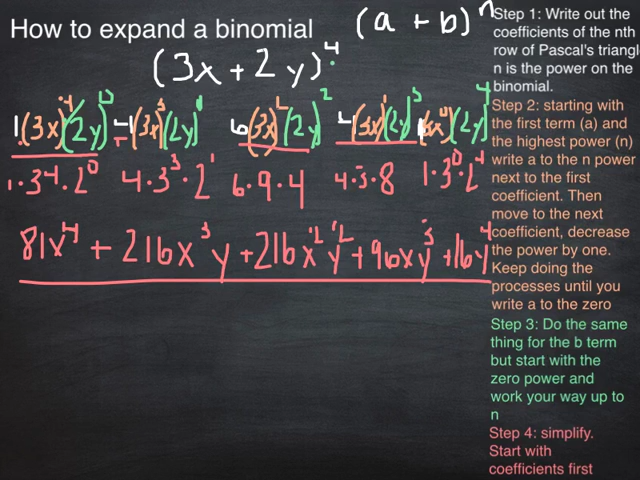 How to expand a binomial
(a + b)ⁿ
(3x + 2y)⁴
1(3x)⁴(2y)⁰ 4(3x)³(2y)¹ 6(3x)²(2y)² 4(3x)¹(2y)³ 1(3x)⁰(2y)⁴
1·3⁴·2⁰ 4·3³·2¹ 6·9·4 4·3·8 1·3⁰·2⁴
81x⁴ + 216x³y + 216x²y² + 96xy³ + 16y⁴
Step 1: Write out the
coefficients of the nth
row of Pascal's triangl
n is the power on the
binomial.
Step 2: starting with
the first term (a) and
the highest power (n)
write a to the n power
next to the first
coefficient. Then
move to the next
coefficient, decrease
the power by one.
Keep doing the
processes until you
write a to the zero
Step 3: Do the same
thing for the b term
but start with the
zero power and
work your way up to
n
Step 4: simplify.
Start with
coefficients first